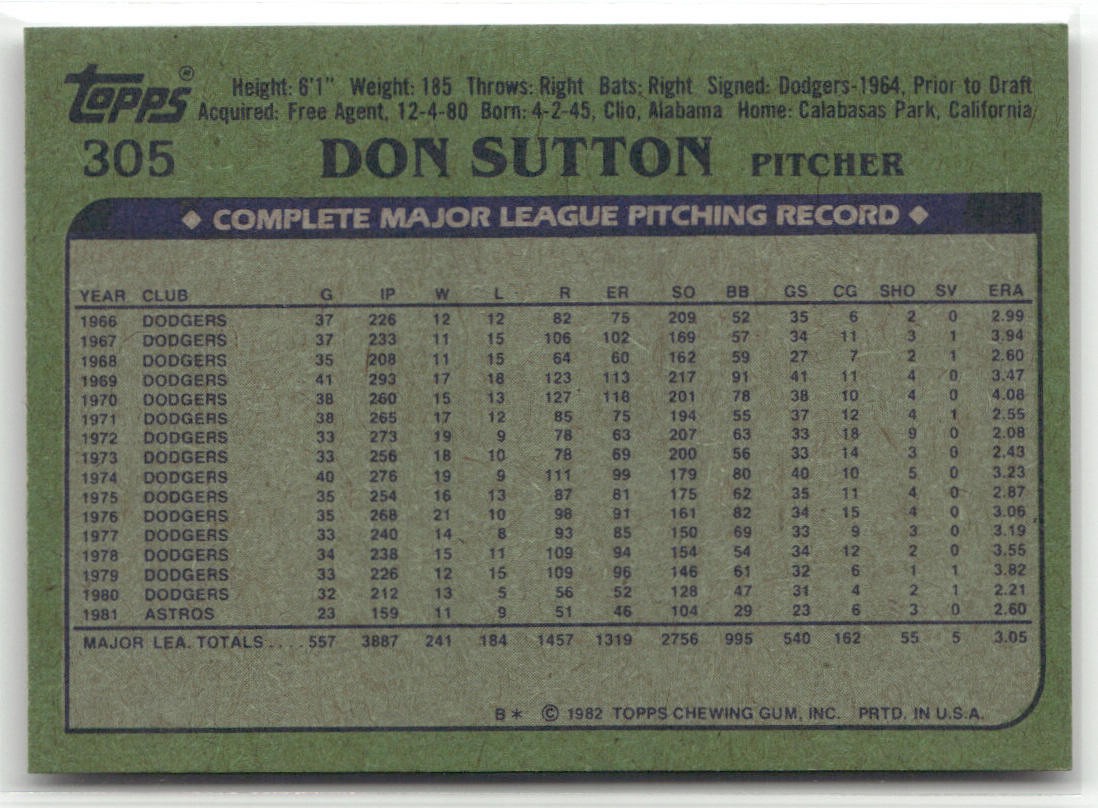 Topps® Height: 6'1" Weight: 185 Throws: Right Bats: Right Signed: Dodgers-1964, Prior to Draft
Acquired: Free Agent, 12-4-80 Born: 4-2-45, Clio, Alabama Home: Calabasas Park, California
305 DON SUTTON PITCHER
◆ COMPLETE MAJOR LEAGUE PITCHING RECORD ◆
YEAR CLUB G IP W L R ER SO BB GS CG SHO SV ERA
1966 DODGERS 37 226 12 12 82 75 209 52 35 6 2 0 2.99
1967 DODGERS 37 233 11 15 106 102 169 57 34 11 3 1 3.94
1968 DODGERS 35 208 11 15 64 60 162 59 27 7 2 1 2.60
1969 DODGERS 41 293 17 18 123 113 217 91 41 11 4 0 3.47
1970 DODGERS 38 260 15 13 127 118 201 78 38 10 4 0 4.08
1971 DODGERS 38 265 17 12 85 75 194 55 37 12 4 1 2.55
1972 DODGERS 33 273 19 9 78 63 207 63 33 18 9 0 2.08
1973 DODGERS 33 256 18 10 78 69 200 56 33 14 3 0 2.43
1974 DODGERS 40 276 19 9 111 99 179 80 40 10 5 0 3.23
1975 DODGERS 35 254 16 13 87 81 175 62 35 11 4 0 2.87
1976 DODGERS 35 268 21 10 98 91 161 82 34 15 4 0 3.06
1977 DODGERS 33 240 14 8 93 85 150 69 33 9 3 0 3.19
1978 DODGERS 34 238 15 11 109 94 154 54 34 12 2 0 3.55
1979 DODGERS 33 226 12 15 109 96 146 61 32 6 1 1 3.82
1980 DODGERS 32 212 13 5 56 52 128 47 31 4 2 1 2.21
1981 ASTROS 23 159 11 9 51 46 104 29 23 6 3 0 2.60
MAJOR LEA. TOTALS.... 557 3887 241 184 1457 1319 2756 995 540 162 55 5 3.05
B* © 1982 TOPPS CHEWING GUM, INC. PRTD. IN U.S.A.